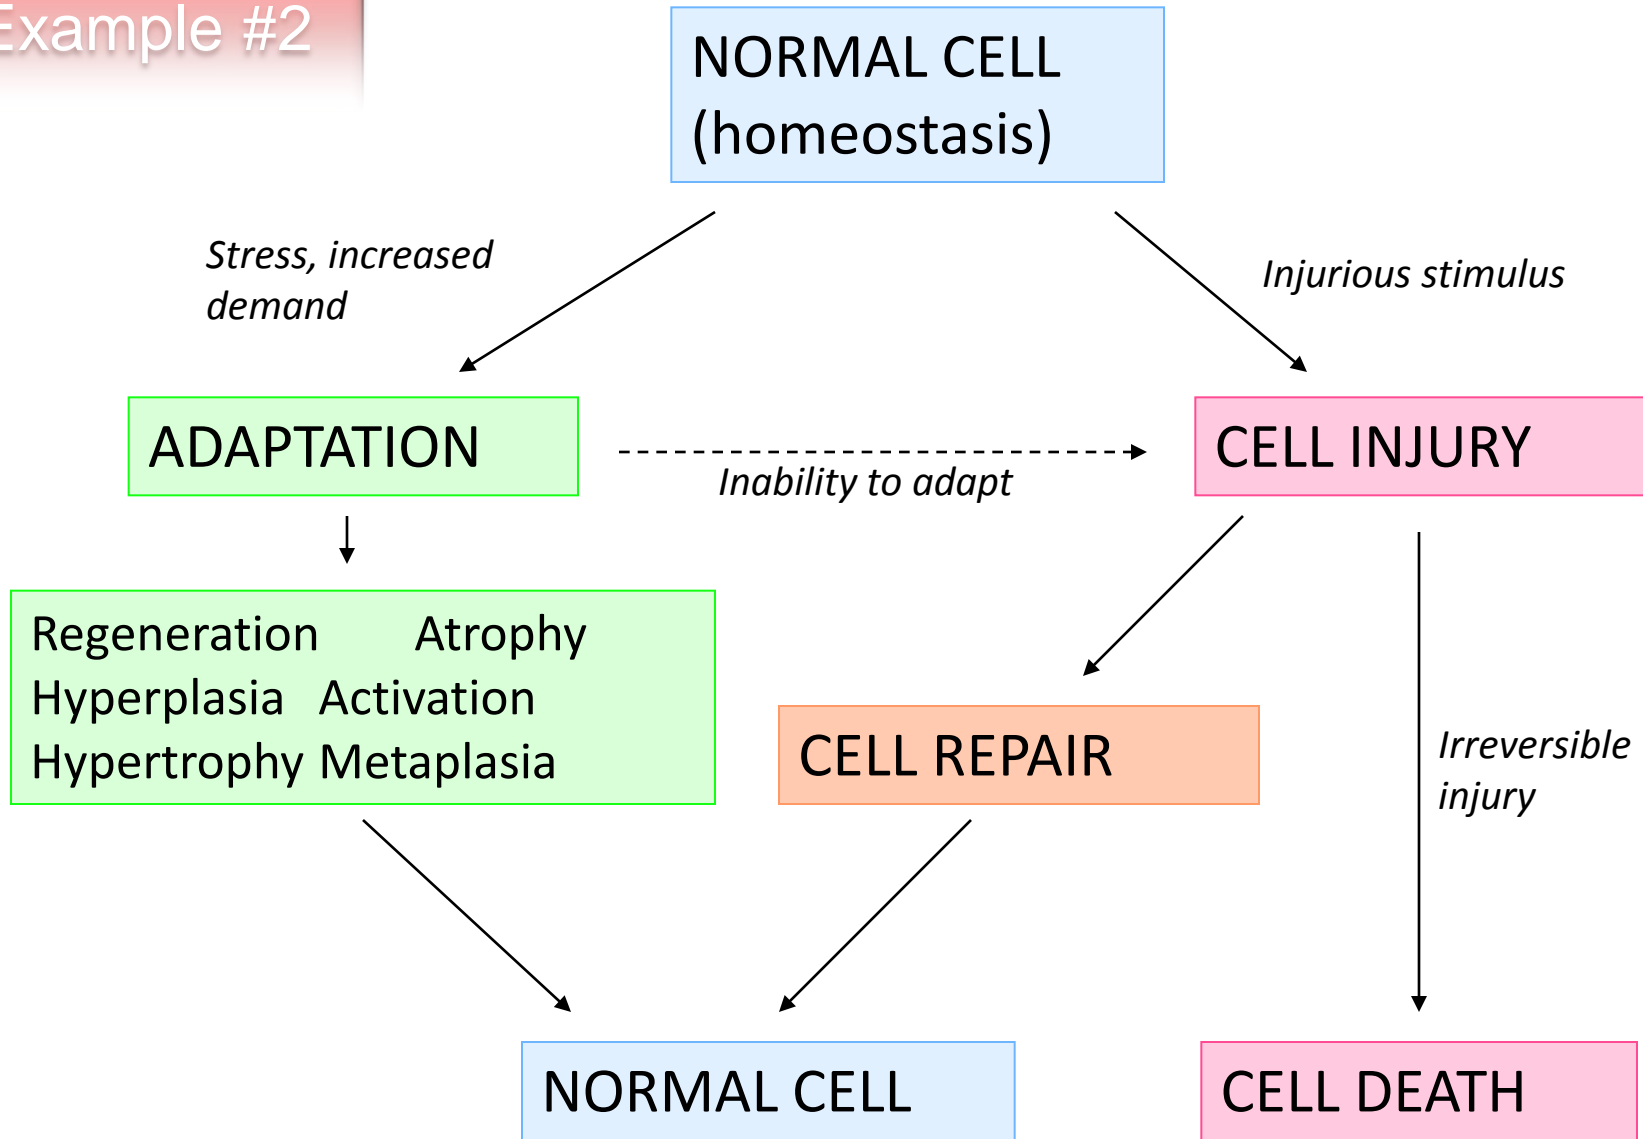 Example #2
NORMAL CELL
(homeostasis)
Stress, increased
demand
Injurious stimulus
ADAPTATION
Inability to adapt
CELL INJURY
Regeneration Atrophy
Hyperplasia Activation
Hypertrophy Metaplasia
CELL REPAIR
Irreversible
injury
NORMAL CELL
CELL DEATH